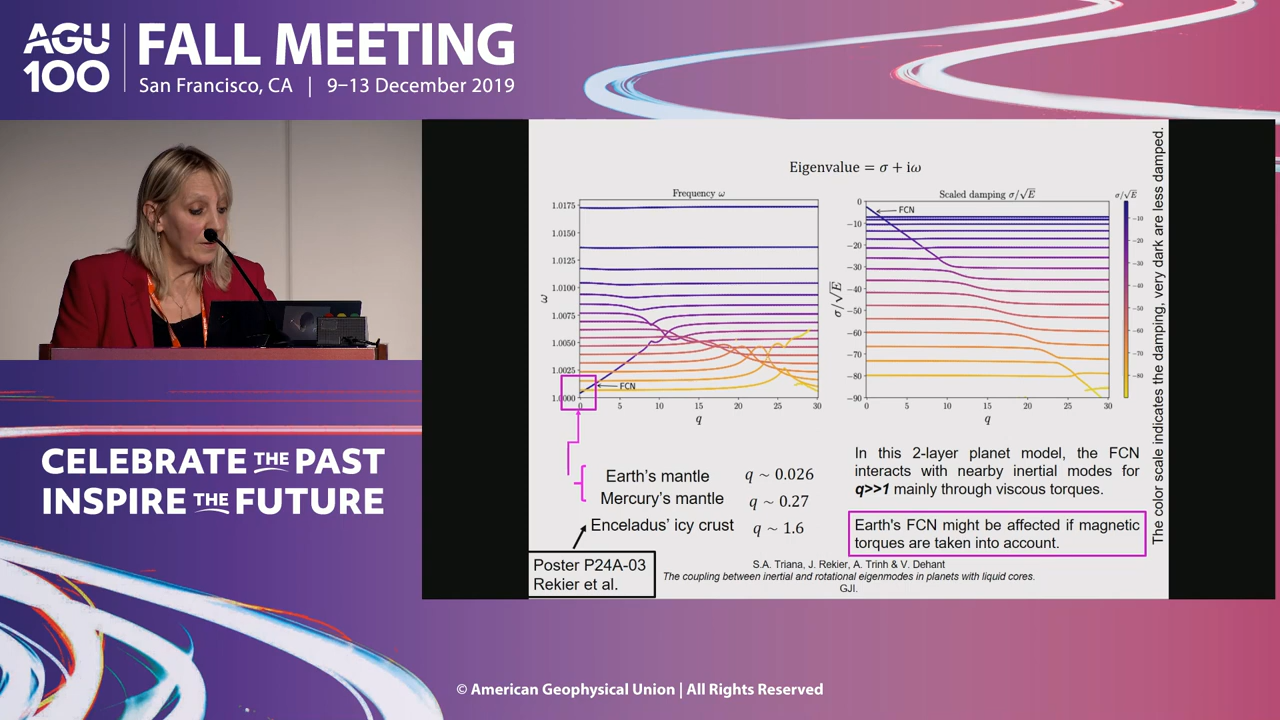 AGU
100
FALL MEETING
San Francisco, CA | 9–13 December 2019
CELEBRATE THE PAST
INSPIRE THE FUTURE
Eigenvalue = σ + iω
Frequency ω
1.0175
1.0150
1.0125
1.0100
1.0075
1.0050
1.0025
1.0000
ω
FCN
0 5 10 15 20 25 30
q
Scaled damping σ/√E
0
−10
−20
−30
−40
−50
−60
−70
−80
−90
σ/√E
FCN
0 5 10 15 20 25 30
q
σ/√E
−10
−20
−30
−40
−50
−60
−70
−80
The color scale indicates the damping, very dark are less damped.
Earth's mantle q ~ 0.026
Mercury's mantle q ~ 0.27
Enceladus' icy crust q ~ 1.6
Poster P24A-03
Rekier et al.
In this 2-layer planet model, the FCN
interacts with nearby inertial modes for
q>>1 mainly through viscous torques.
Earth's FCN might be affected if magnetic
torques are taken into account.
S.A. Triana, J. Rekier, A. Trinh & V. Dehant
The coupling between inertial and rotational eigenmodes in planets with liquid cores.
GJI.
© American Geophysical Union | All Rights Reserved